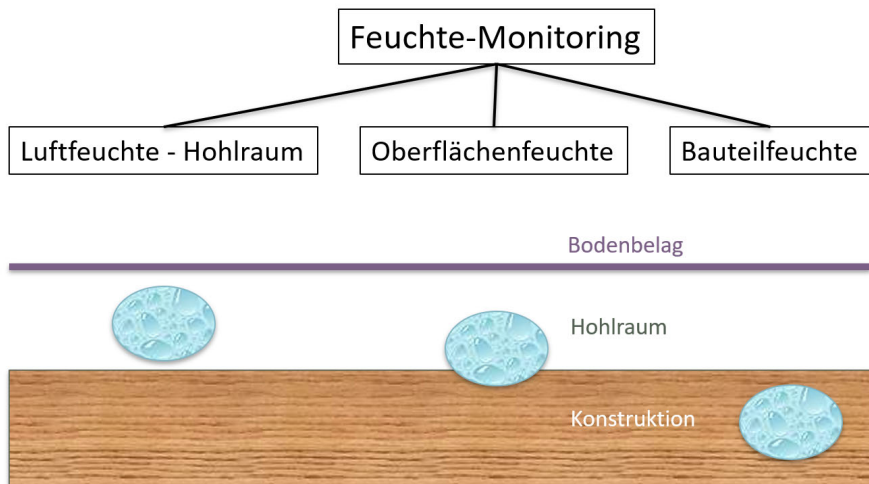 Feuchte-Monitoring
Luftfeuchte - Hohlraum
Oberflächenfeuchte
Bauteilfeuchte
Bodenbelag
Hohlraum
Konstruktion